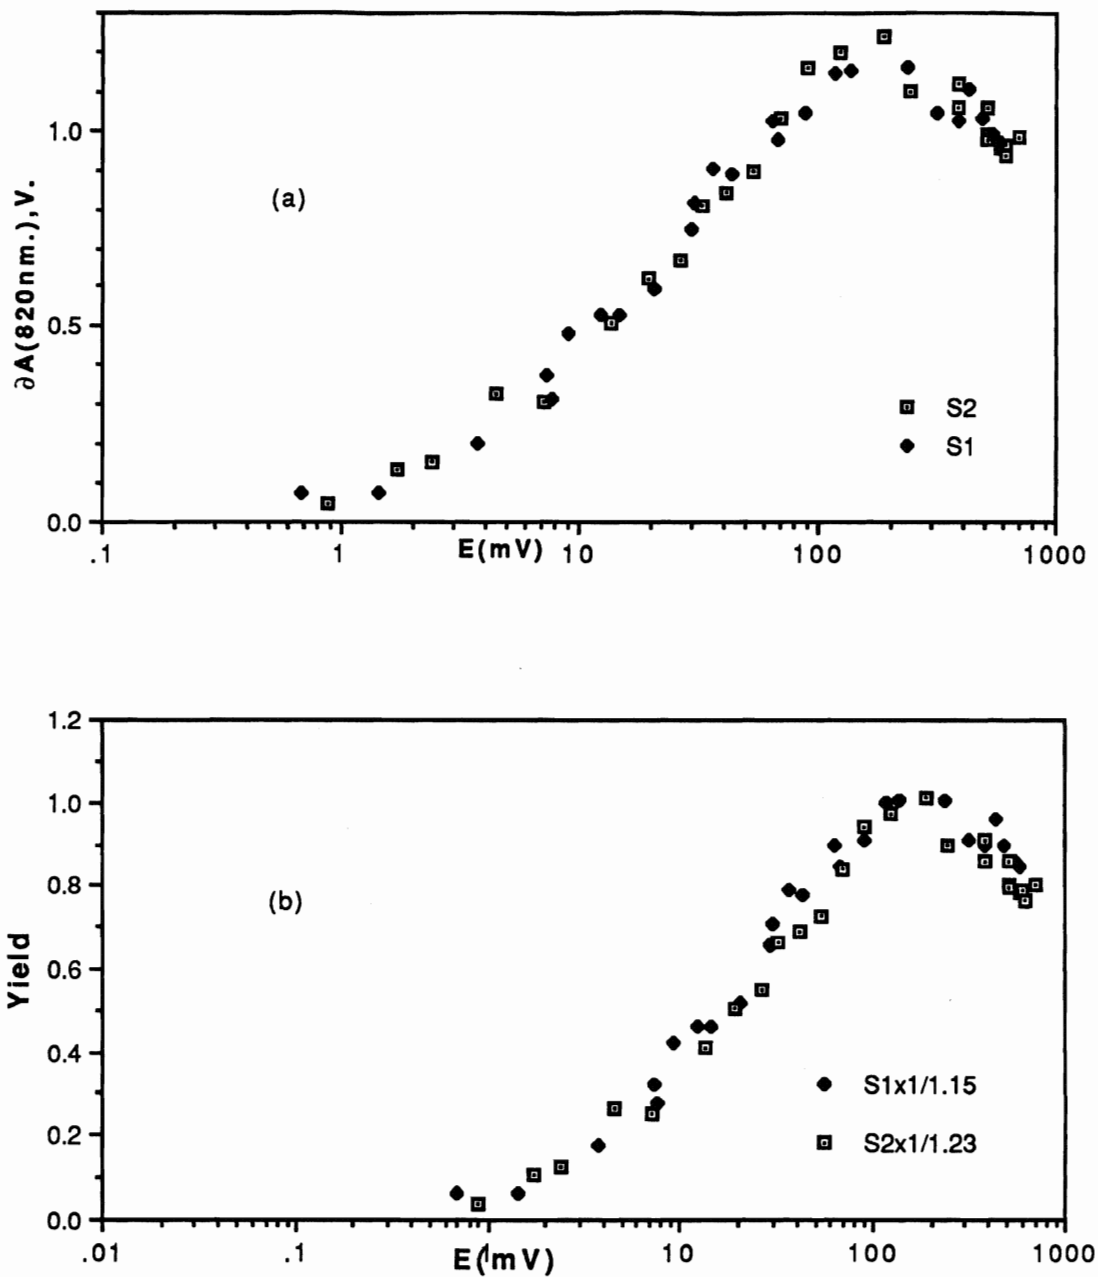 1.0
∂A(820nm.),V.
(a)
0.5
S2
S1
0.0
.1 1 E(mV) 10 100 1000
1.2
1.0
0.8
(b)
Yield
0.6
0.4
S1x1/1.15
0.2
S2x1/1.23
0.0
.01 .1 1 10 100 1000
E(mV)